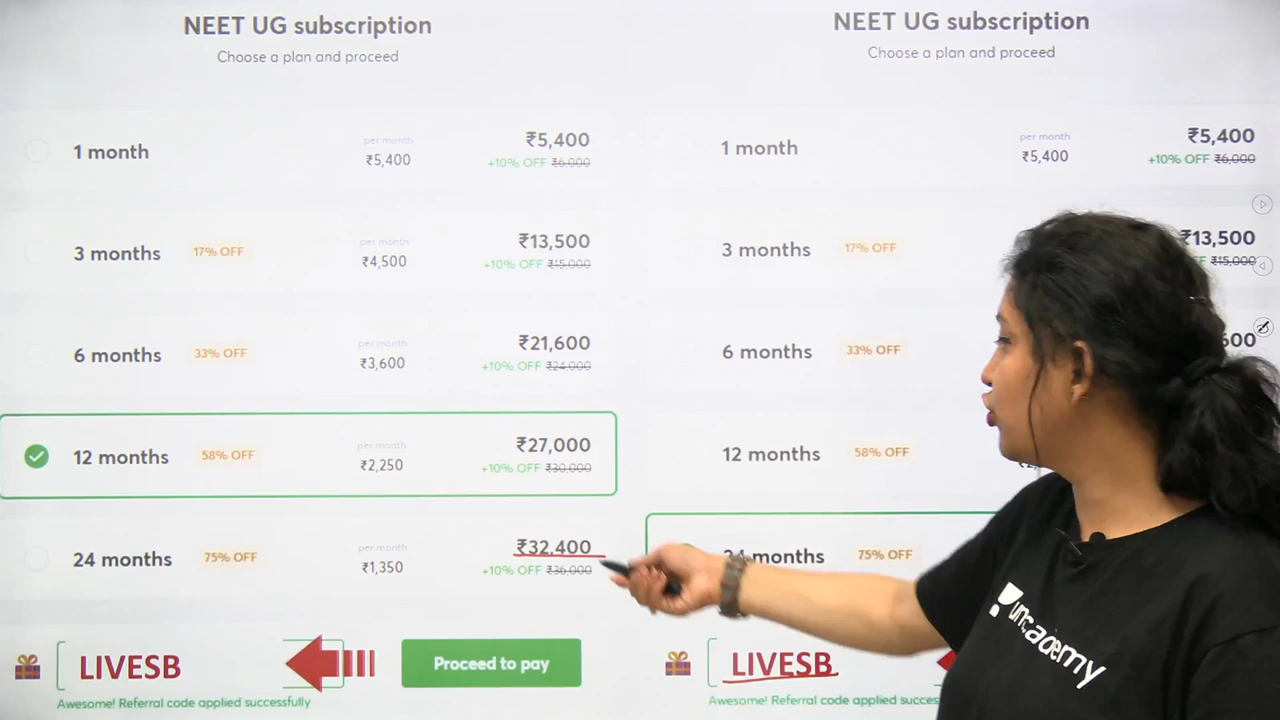 NEET UG subscription
Choose a plan and proceed
1 month
per month
₹5,400
₹5,400
+10% OFF ₹6,000
3 months
17% OFF
per month
₹4,500
₹13,500
+10% OFF ₹15,000
6 months
33% OFF
per month
₹3,600
₹21,600
+10% OFF ₹24,000
12 months
58% OFF
per month
₹2,250
₹27,000
+10% OFF ₹30,000
24 months
75% OFF
per month
₹1,350
₹32,400
+10% OFF ₹36,000
LIVESB
Proceed to pay
Awesome! Referral code applied successfully
NEET UG subscription
Choose a plan and proceed
1 month
per month
₹5,400
₹5,400
+10% OFF ₹6,000
3 months
17% OFF
₹13,500
₹15,000
6 months
33% OFF
12 months
58% OFF
months
75% OFF
LIVESB
Awesome! Referral code applied
unacademy